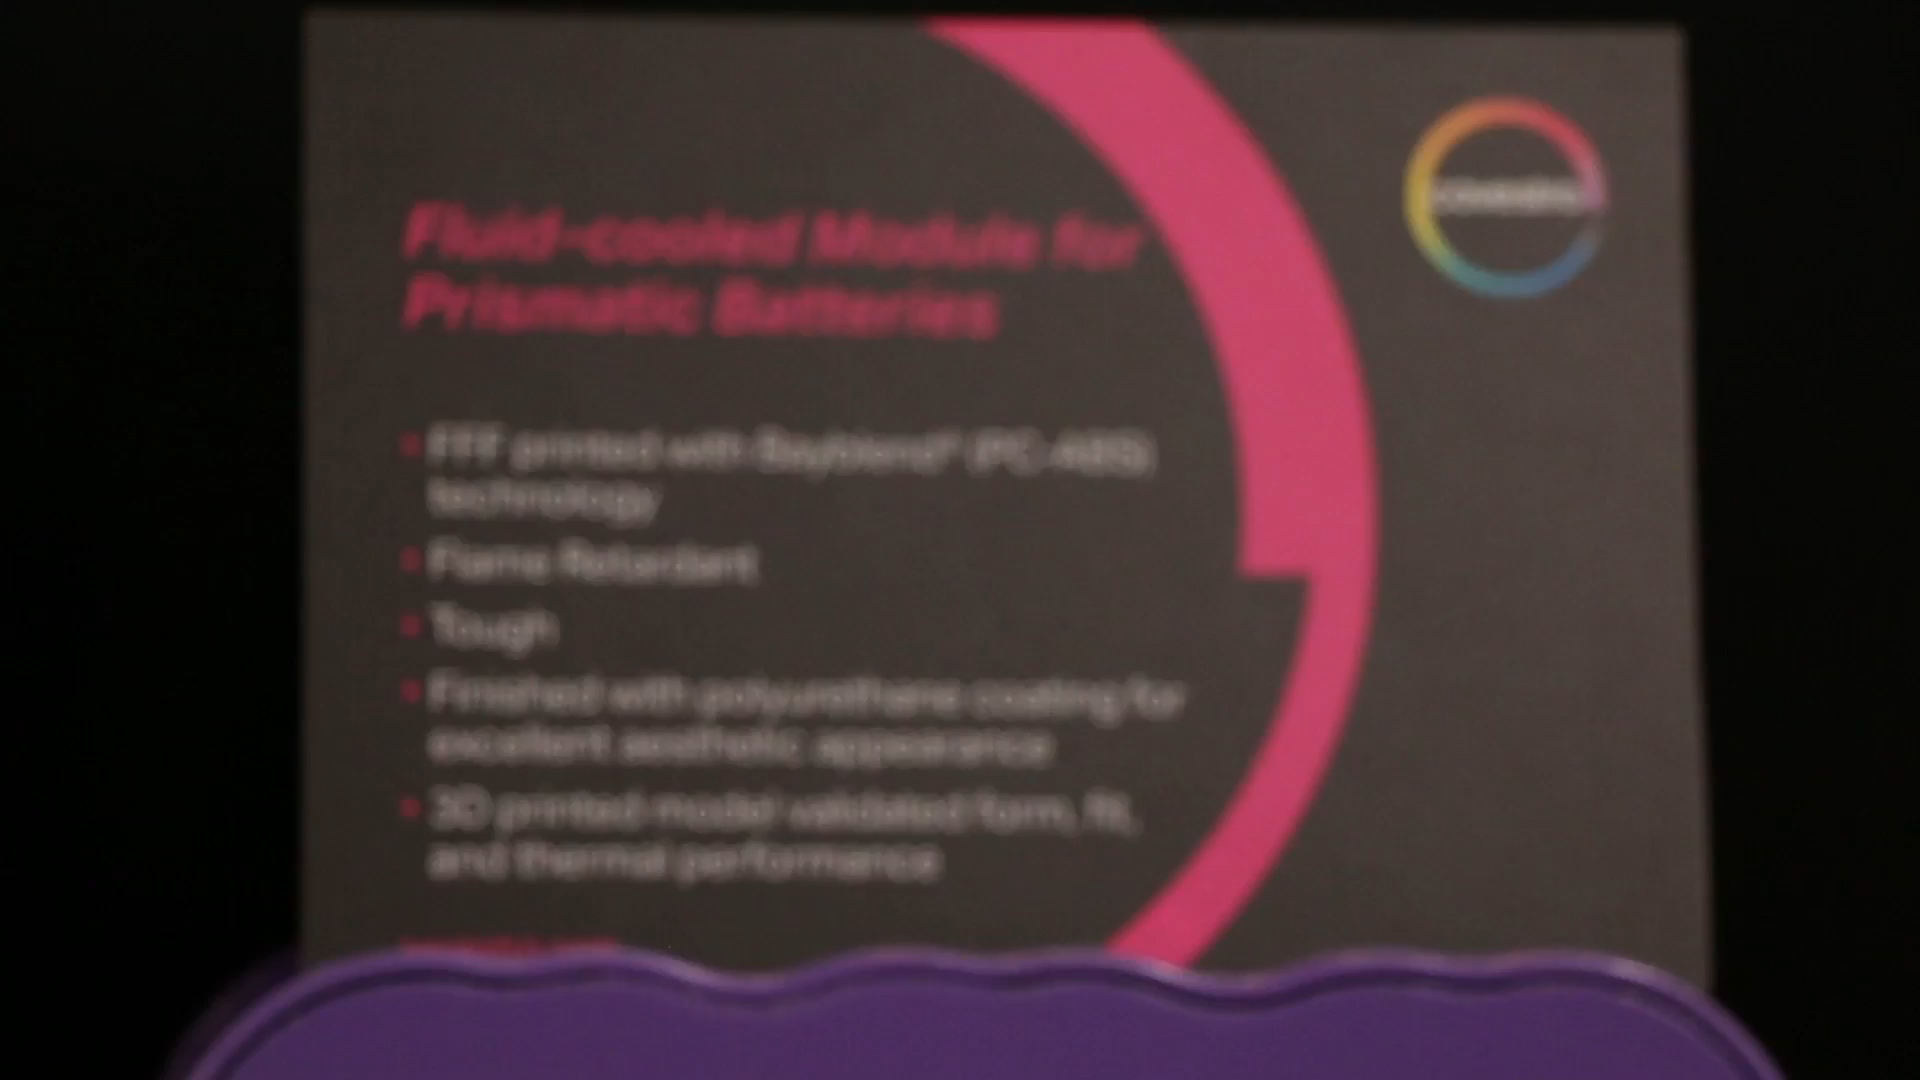 Fluid-cooled Module for
Prismatic Batteries
covestro
• FFF printed with Bayblend® (PC-ABS)
technology
• Flame Retardant
• Tough
• Finished with polyurethane coating for
excellent aesthetic appearance
• 3D printed model validated form, fit,
and thermal performance